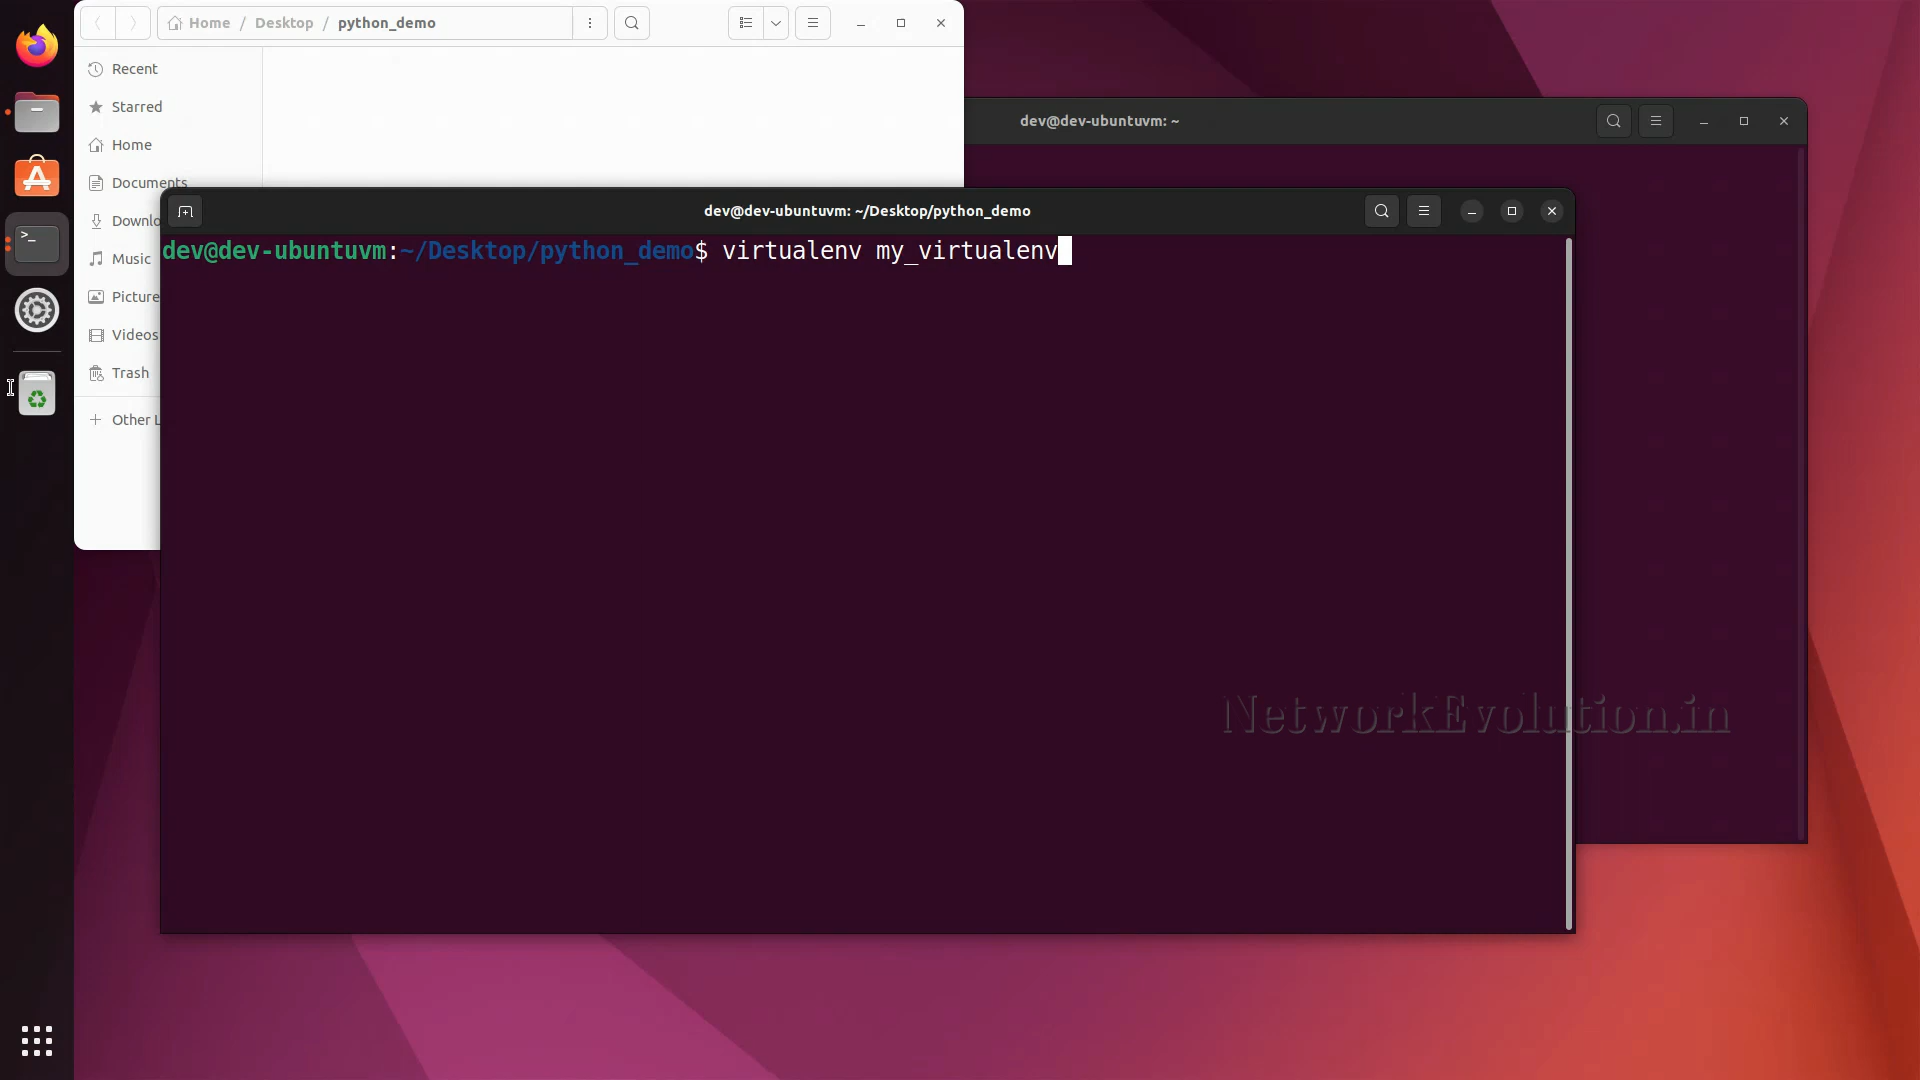 Home / Desktop / python_demo
Recent
Starred
Home
Documents
Downlo
Music
Picture
Videos
Trash
+ Other L
dev@dev-ubuntuvm: ~
dev@dev-ubuntuvm: ~/Desktop/python_demo
dev@dev-ubuntuvm:~/Desktop/python_demo$ virtualenv my_virtualenv
NetworkEvolution.in